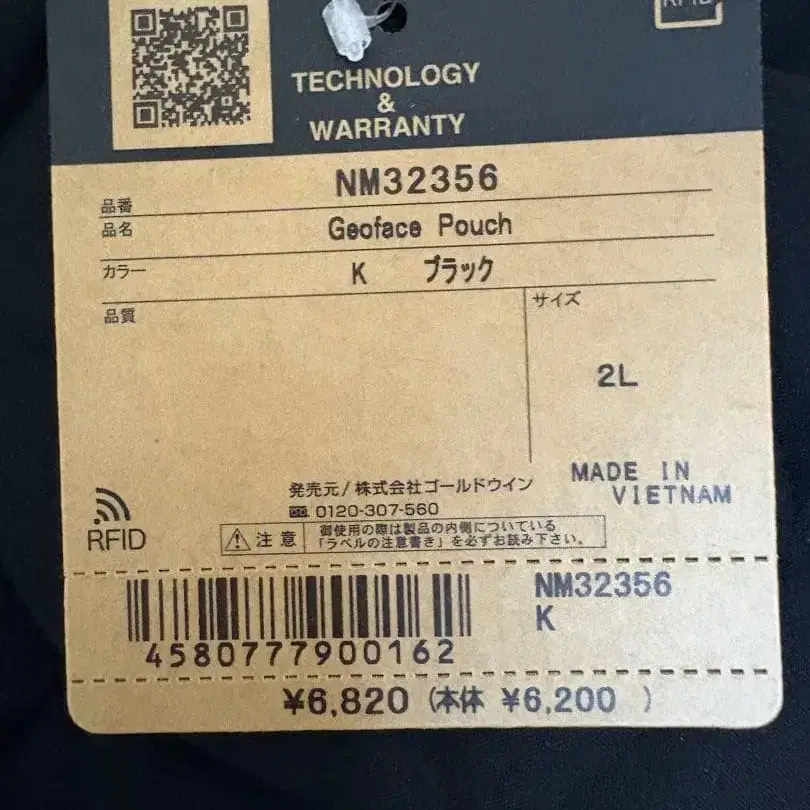 RFID
TECHNOLOGY
&
WARRANTY
品番 NM32356
品名 Geoface Pouch
カラー K ブラック
品質
サイズ
2L
MADE IN
VIETNAM
発売元/株式会社ゴールドウイン
0120-307-560
RFID
注意
御使用の際は製品の内側についている
「ラベルの注意書き」を必ずお読み下さい。
NM32356
K
4580777900162
¥6,820 (本体 ¥6,200 )